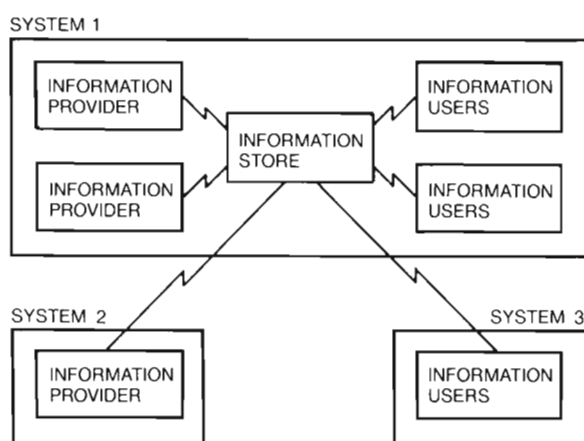 SYSTEM 1
INFORMATION
PROVIDER
INFORMATION
USERS
INFORMATION
STORE
INFORMATION
PROVIDER
INFORMATION
USERS
SYSTEM 2
SYSTEM 3
INFORMATION
PROVIDER
INFORMATION
USERS